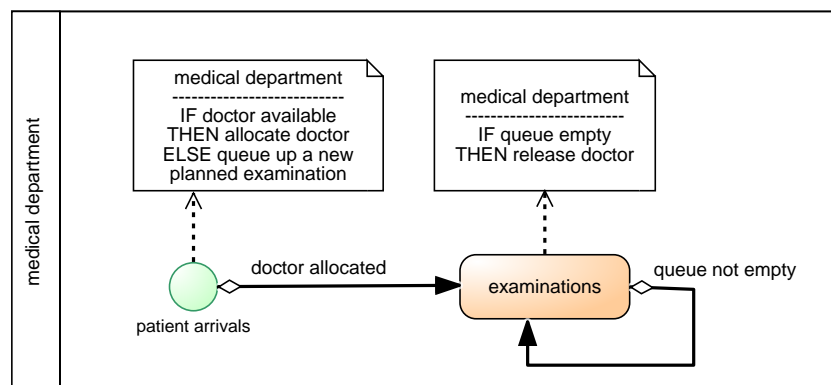 medical department
medical department
----------------------------
IF doctor available
THEN allocate doctor
ELSE queue up a new
planned examination
medical department
----------------------------
IF queue empty
THEN release doctor
doctor allocated
examinations
queue not empty
patient arrivals